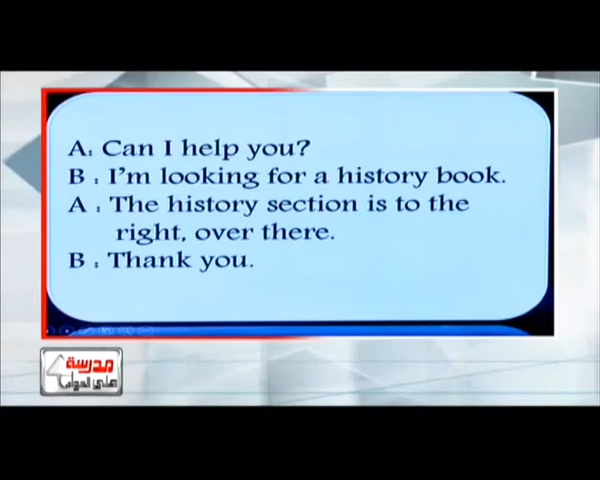 A: Can I help you?
B : I'm looking for a history book.
A : The history section is to the
right, over there.
B : Thank you.
مدرسة
على الهواء